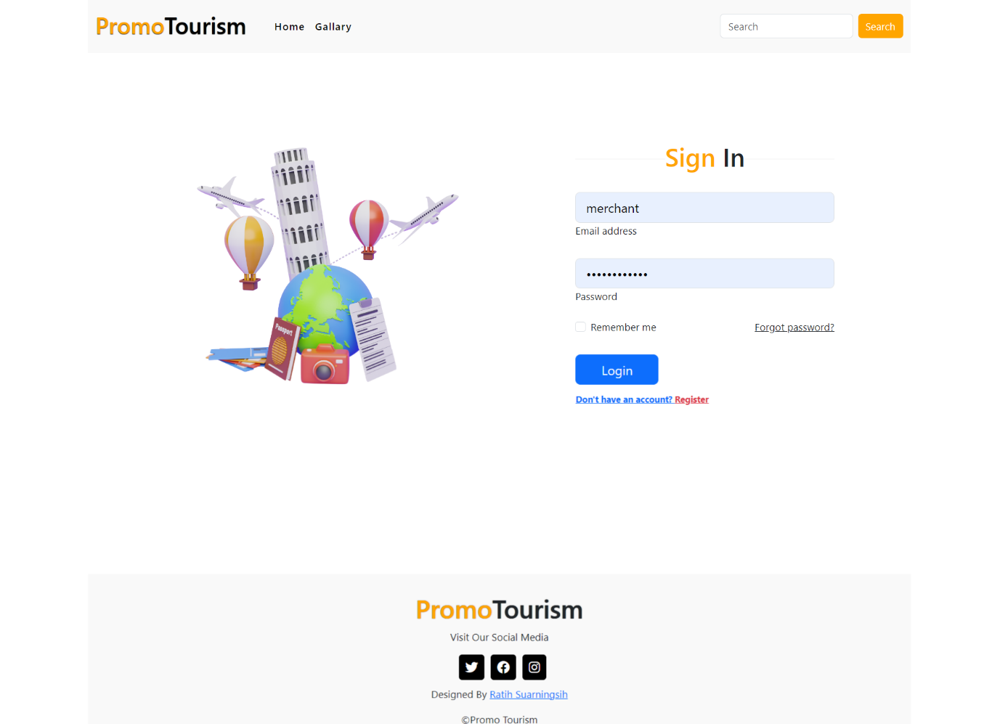 PromoTourism
Home Gallary
Search Search
Sign In
merchant
Email address
••••••••••••
Password
Remember me Forgot password?
Passport
Login
Don't have an account? Register
PromoTourism
Visit Our Social Media
Designed By Ratih Suarningsih
©Promo Tourism